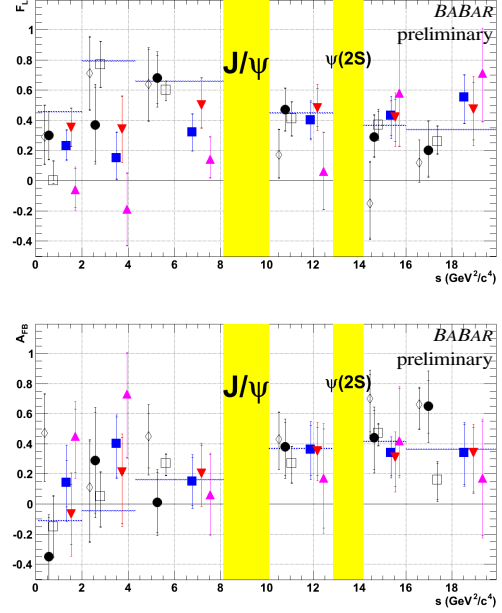 F_L
BABAR
preliminary
J/ψ
ψ(2S)
1
0.8
0.6
0.4
0.2
0
-0.2
-0.4
0 2 4 6 8 10 12 14 16 18
s (GeV²/c⁴)
A_FB
BABAR
preliminary
J/ψ
ψ(2S)
1
0.8
0.6
0.4
0.2
0
-0.2
-0.4
0 2 4 6 8 10 12 14 16 18
s (GeV²/c⁴)